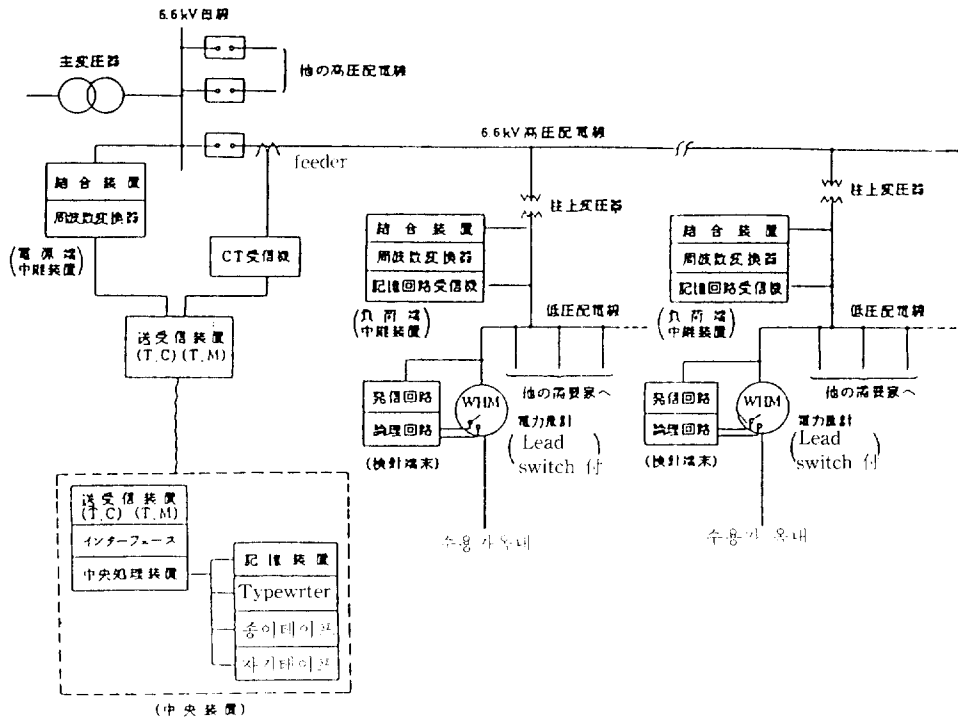 6.6kV母線
主変圧器
他の高圧配電線
6.6kV高圧配電線
feeder
結合装置
周波数変換器
(電源端
中継装置)
CT受信機
送受信装置
(T,C) (T,M)
柱上変圧器
結合装置
周波数変換器
記憶回路受信機
(負荷端
中継装置)
低圧配電線
他の需要家へ
発信回路
論理回路
(検針端末)
WHM
電力量計
(Lead
switch 付)
수용가옥내
柱上変圧器
結合装置
周波数変換器
記憶回路受信機
(負荷端
中継装置)
低圧配電線
他の需要家へ
発信回路
論理回路
(検針端末)
WHM
電力量計
(Lead
switch 付)
수용가 옥내
送受信装置
(T,C) (T,M)
インターフェース
中央処理装置
記憶装置
Typewrter
종이테이프
자기테이프
(中央装置)